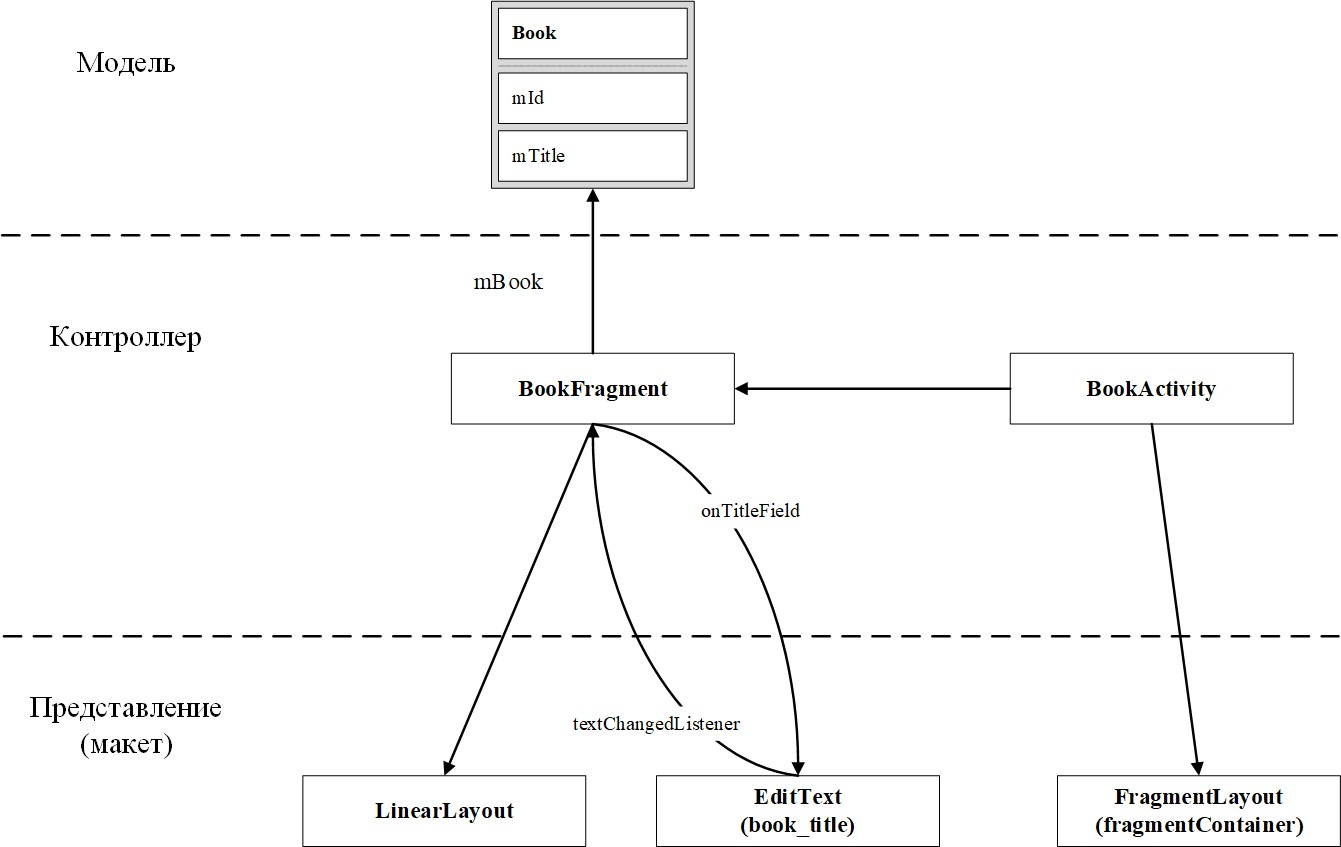 Модель
Book
mId
mTitle
mBook
Контроллер
BookFragment
BookActivity
onTitleField
textChangedListener
Представление
(макет)
LinearLayout
EditText
(book_title)
FragmentLayout
(fragmentContainer)